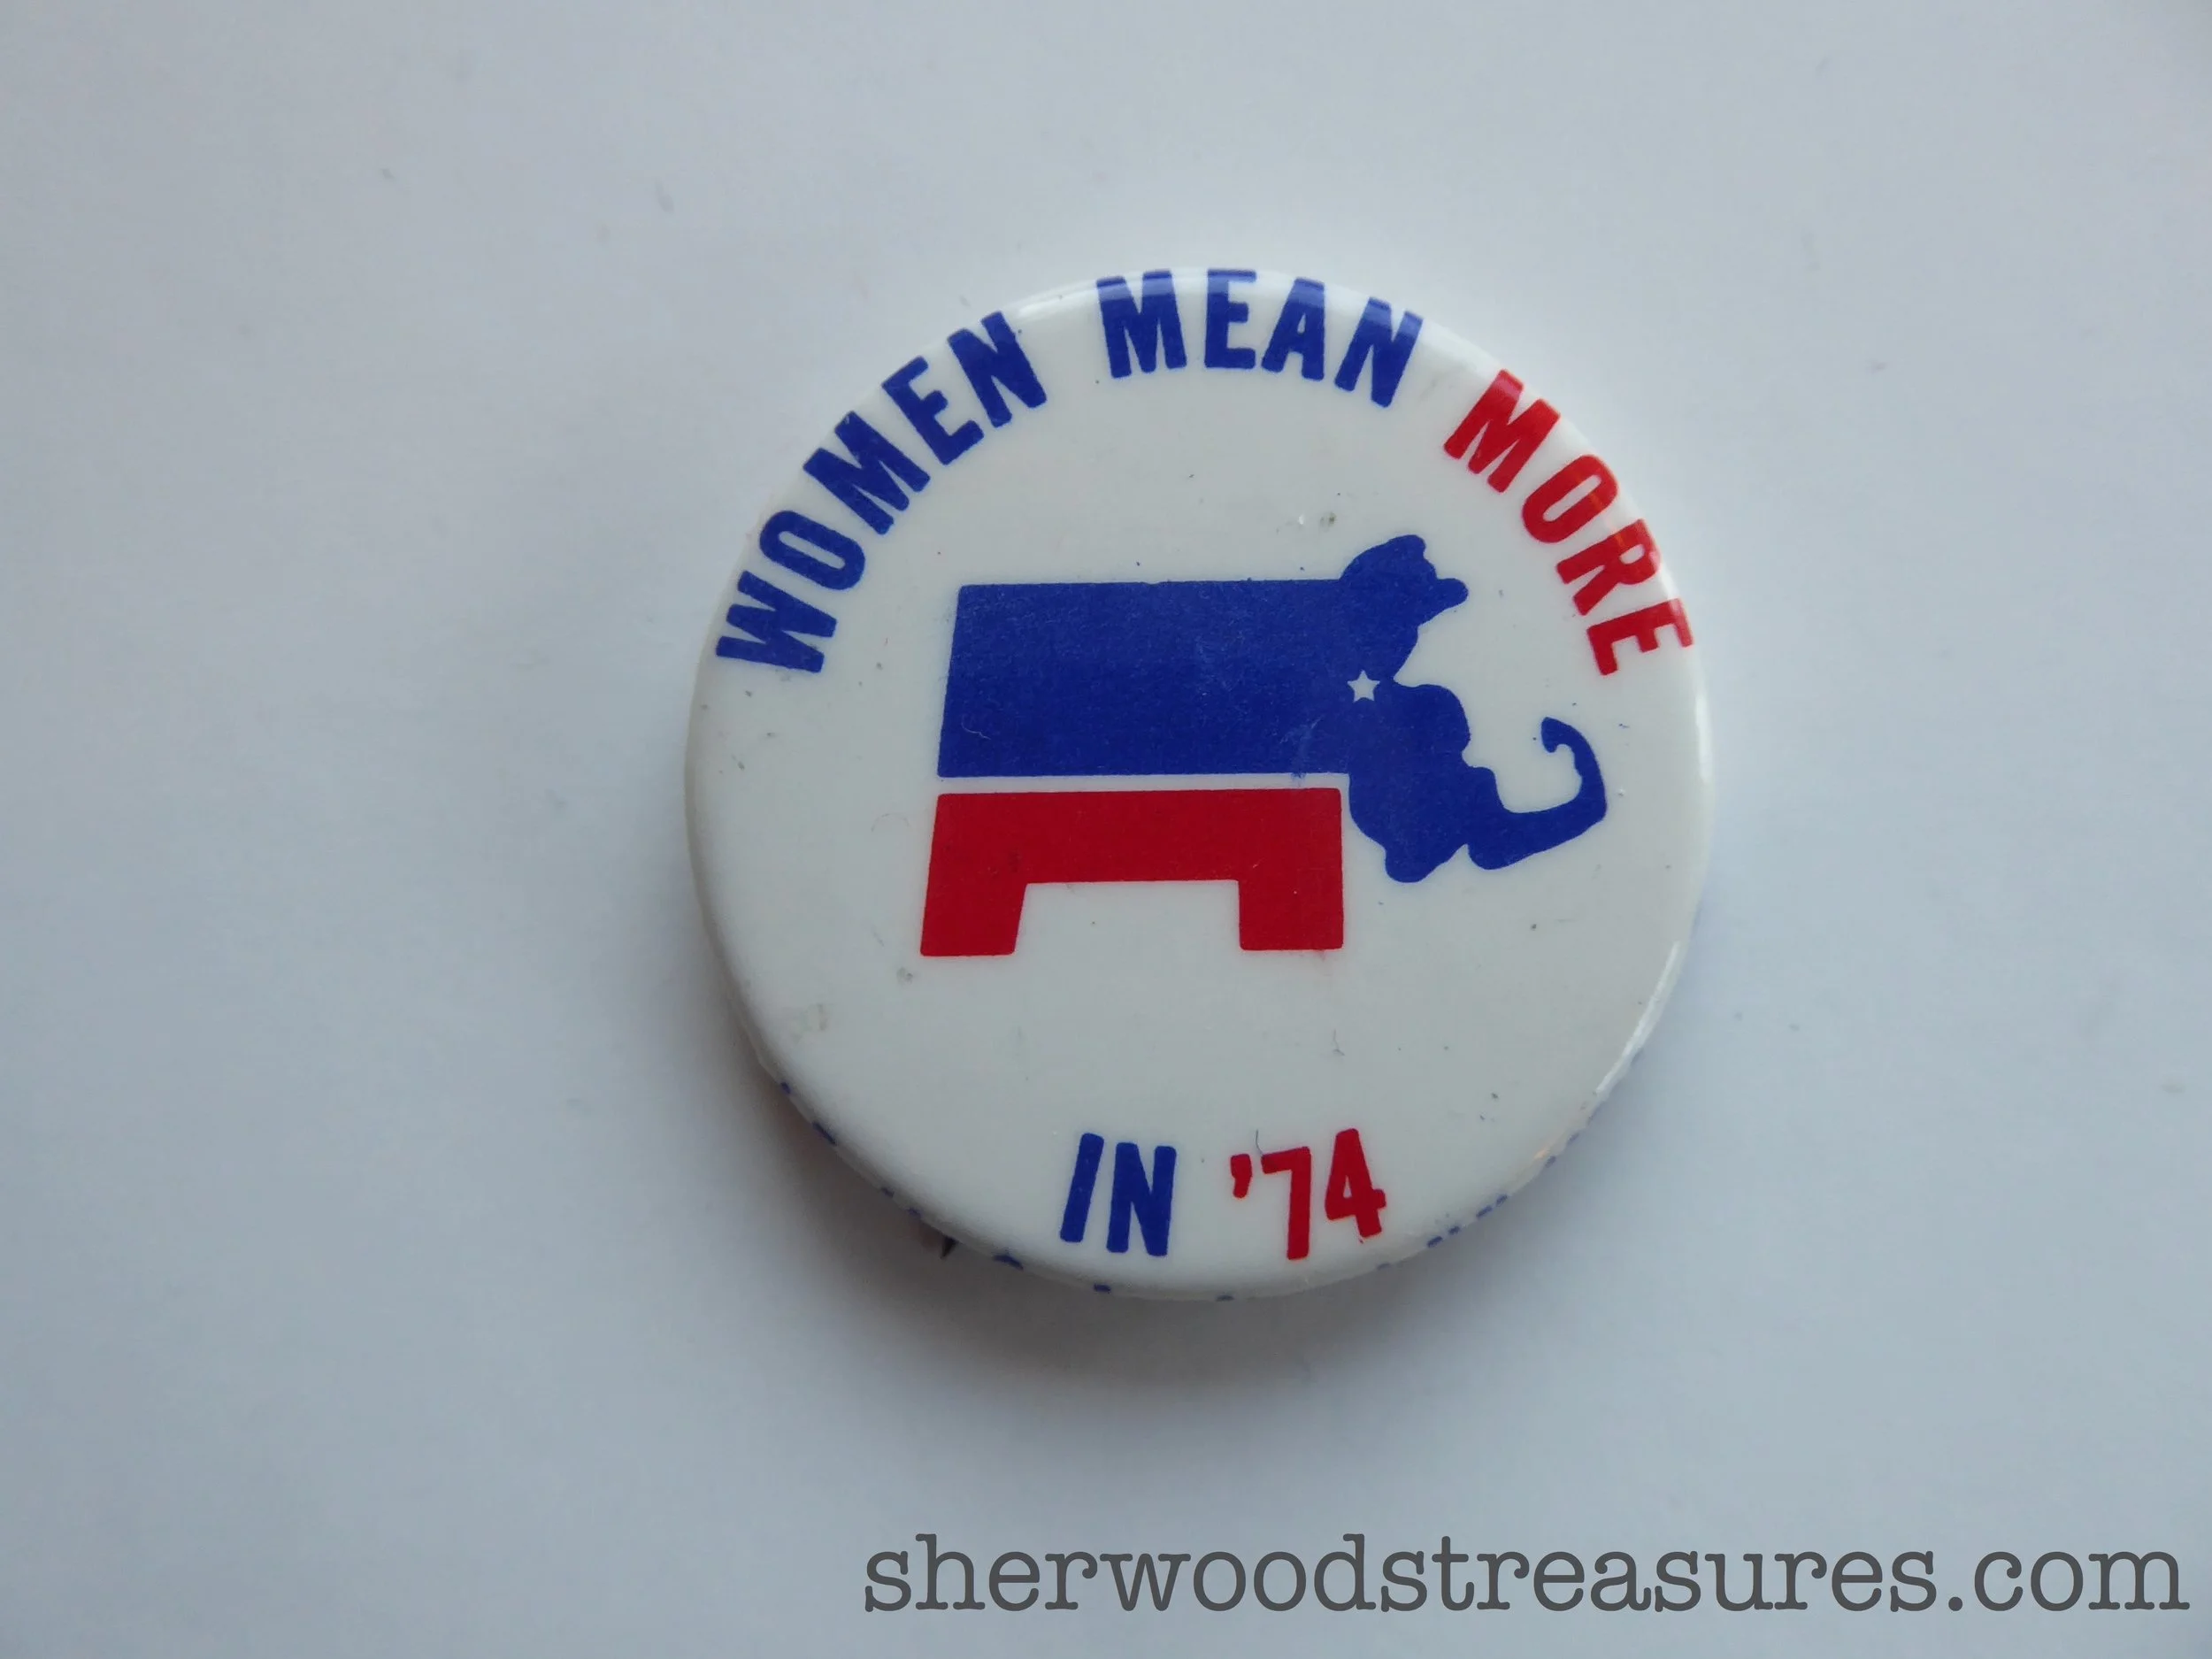 WOMEN MEAN MORE
IN '74
sherwoodstreasures.com